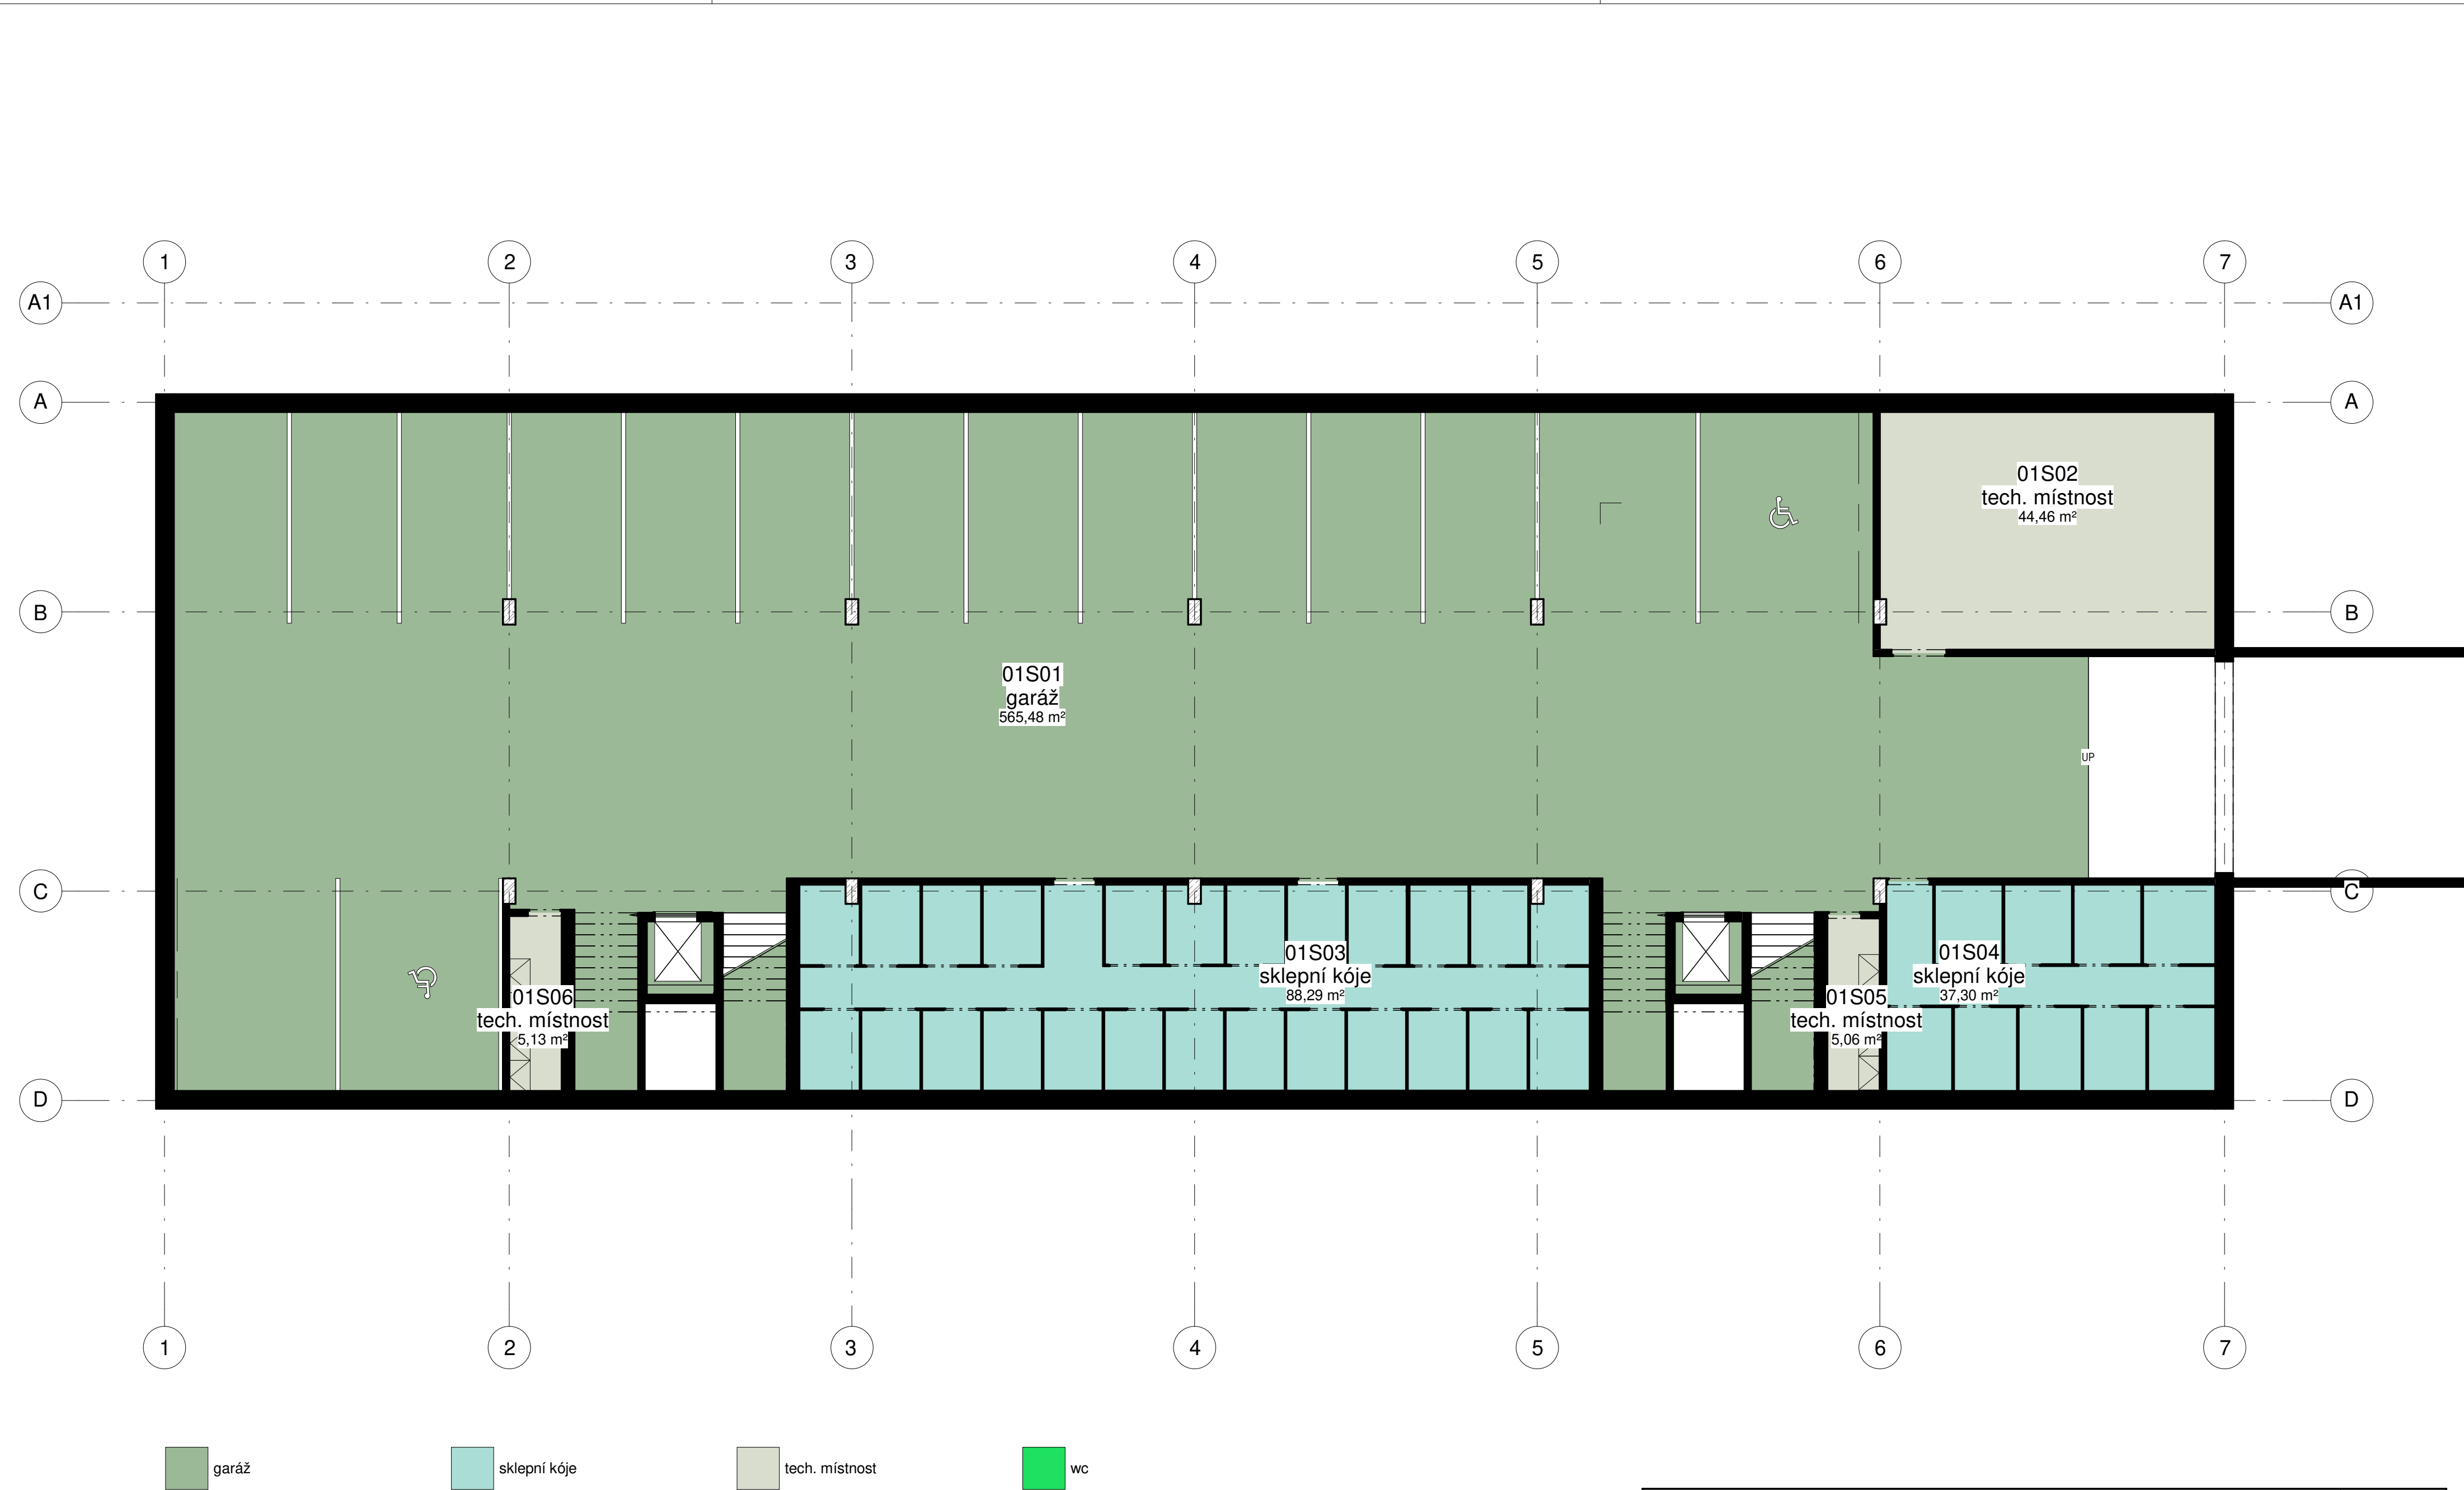 1 2 3 4 5 6 7
A1 A1
A A
01S02
tech. místnost
44,46 m²
B B
01S01
garáž
565,48 m²
UP
C C
01S03
sklepní kóje
88,29 m²
01S04
sklepní kóje
37,30 m²
01S06
tech. místnost
5,13 m²
01S05
tech. místnost
5,06 m²
D D
1 2 3 4 5 6 7
garáž sklepní kóje tech. místnost wc